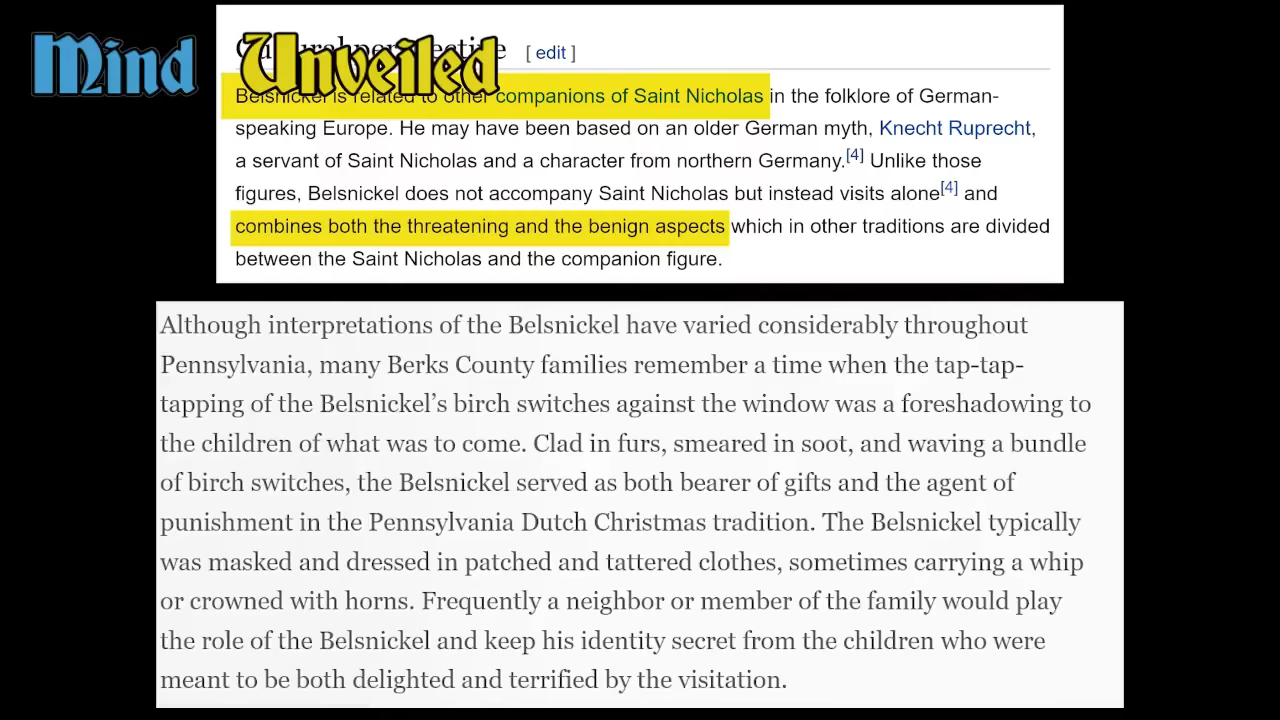 Mind Unveiled
Cultural perspective [ edit ]
Belsnickel is related to other companions of Saint Nicholas in the folklore of German-
speaking Europe. He may have been based on an older German myth, Knecht Ruprecht,
a servant of Saint Nicholas and a character from northern Germany.[4] Unlike those
figures, Belsnickel does not accompany Saint Nicholas but instead visits alone[4] and
combines both the threatening and the benign aspects which in other traditions are divided
between the Saint Nicholas and the companion figure.
Although interpretations of the Belsnickel have varied considerably throughout
Pennsylvania, many Berks County families remember a time when the tap-tap-
tapping of the Belsnickel’s birch switches against the window was a foreshadowing to
the children of what was to come. Clad in furs, smeared in soot, and waving a bundle
of birch switches, the Belsnickel served as both bearer of gifts and the agent of
punishment in the Pennsylvania Dutch Christmas tradition. The Belsnickel typically
was masked and dressed in patched and tattered clothes, sometimes carrying a whip
or crowned with horns. Frequently a neighbor or member of the family would play
the role of the Belsnickel and keep his identity secret from the children who were
meant to be both delighted and terrified by the visitation.